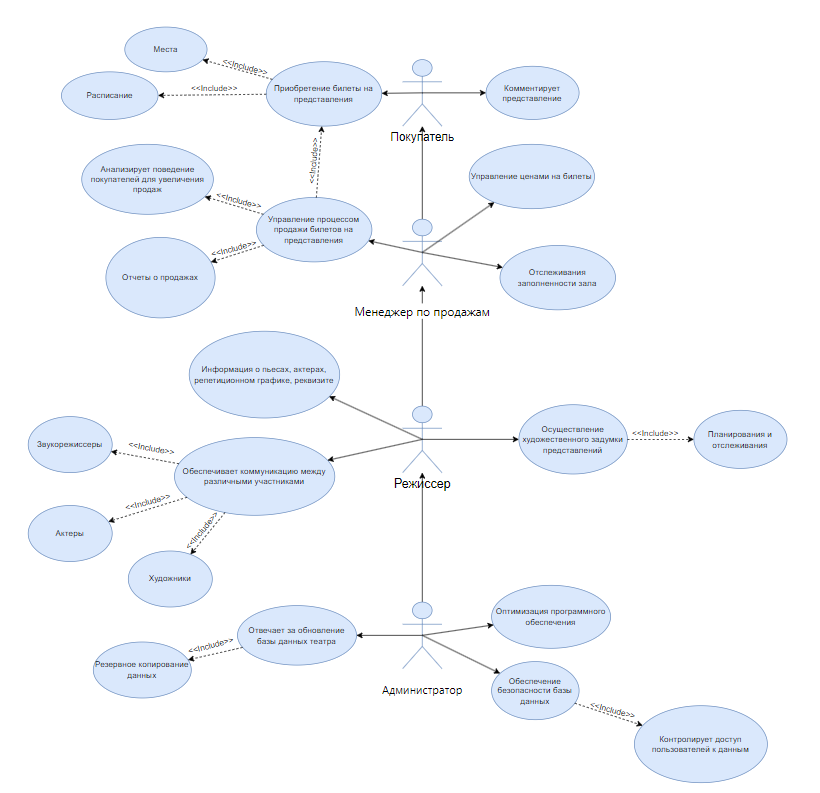 Места
<<Include>>
Расписание
<<Include>>
Приобретение билеты на
представления
Комментирует
представление
Покупатель
<<Include>>
Анализирует поведение
покупателей для увеличения
продаж
<<Include>>
Управление процессом
продажи билетов на
представления
<<Include>>
Отчеты о продажах
Управление ценами на билеты
Отслеживания
заполненности зала
Менеджер по продажам
Информация о пьесах, актерах,
репетиционном графике, реквизите
Осуществление
художественного задумки
представлений
<<Include>>
Планирования и
отслеживания
Звукорежиссеры
<<Include>>
Обеспечивает коммуникацию между
различными участниками
Режиссер
<<Include>>
Актеры
<<Include>>
Художники
Оптимизация программного
обеспечения
Отвечает за обновление
базы данных театра
<<Include>>
Резервное копирование
данных
Администратор
Обеспечение
безопасности базы
данных
<<Include>>
Контролирует доступ
пользователей к данным